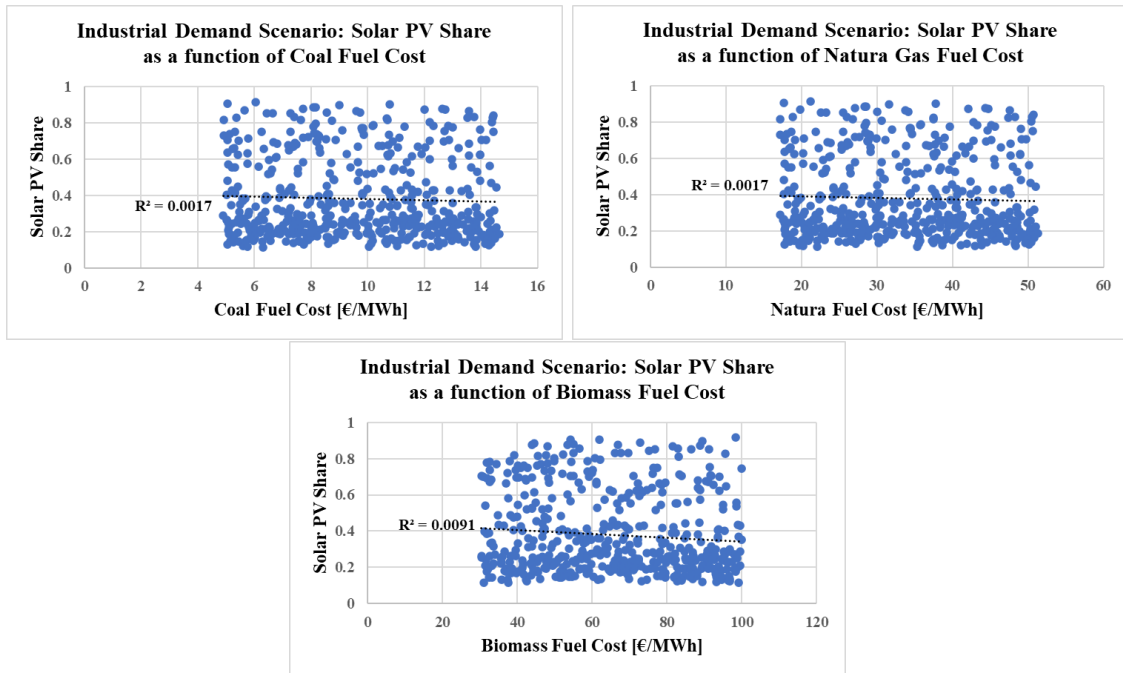 Industrial Demand Scenario: Solar PV Share
as a function of Coal Fuel Cost
1
0.8
0.6
0.4
0.2
0
Solar PV Share
R² = 0.0017
0 2 4 6 8 10 12 14 16
Coal Fuel Cost [€/MWh]
Industrial Demand Scenario: Solar PV Share
as a function of Natura Gas Fuel Cost
1
0.8
0.6
0.4
0.2
0
Solar PV Share
R² = 0.0017
0 10 20 30 40 50 60
Natura Fuel Cost [€/MWh]
Industrial Demand Scenario: Solar PV Share
as a function of Biomass Fuel Cost
1
0.8
0.6
0.4
0.2
0
Solar PV Share
R² = 0.0091
0 20 40 60 80 100 120
Biomass Fuel Cost [€/MWh]